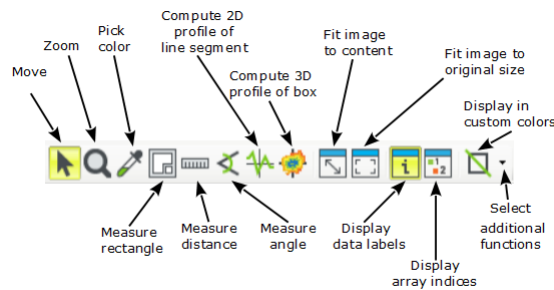 Compute 2D
profile of
line segment
Pick
color
Zoom
Move
Fit image
to content
Fit image to
original size
Compute 3D
profile of box
Display in
custom colors
i
1
2
Measure
rectangle
Measure
distance
Measure
angle
Display
data labels
Display
array indices
Select
additional
functions